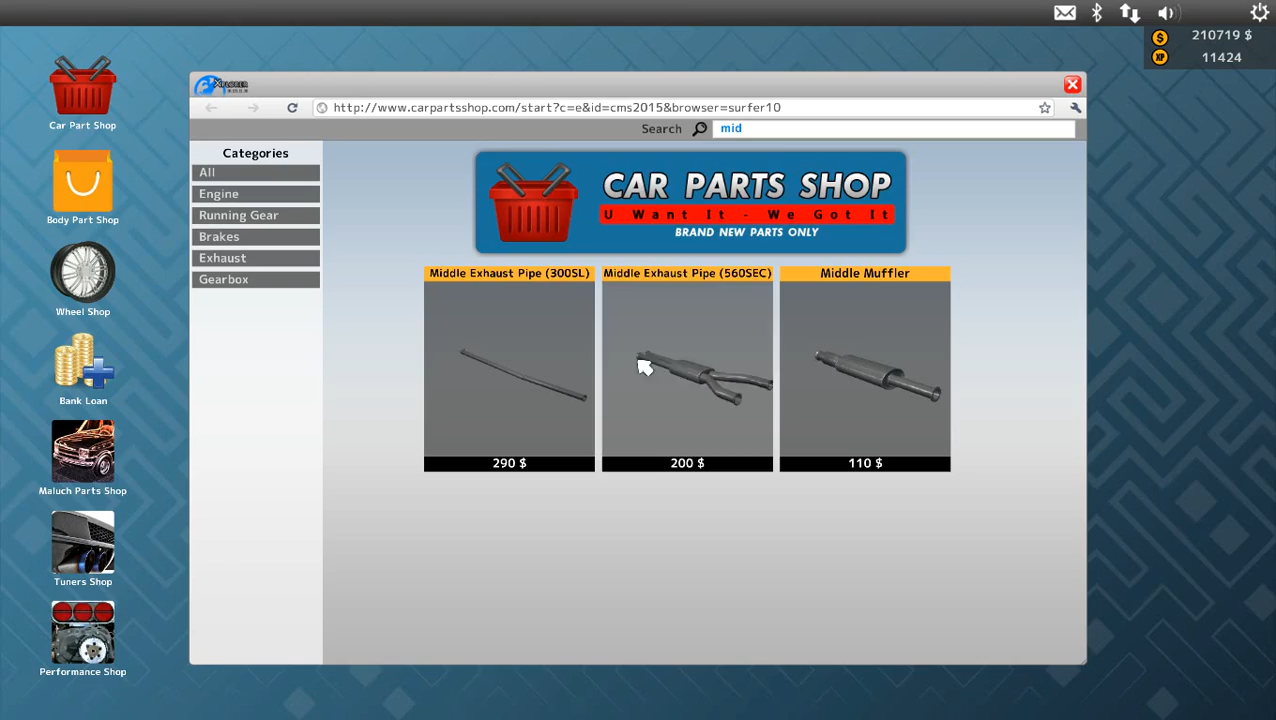 210719 $
11424
Car Part Shop
Body Part Shop
Wheel Shop
Bank Loan
Maluch Parts Shop
Tuners Shop
Performance Shop
http://www.carpartsshop.com/start?c=e&id=cms2015&browser=surfer10
Search mid
Categories
All
Engine
Running Gear
Brakes
Exhaust
Gearbox
CAR PARTS SHOP
U Want It - We Got It
BRAND NEW PARTS ONLY
Middle Exhaust Pipe (300SL)
290 $
Middle Exhaust Pipe (560SEC)
200 $
Middle Muffler
110 $